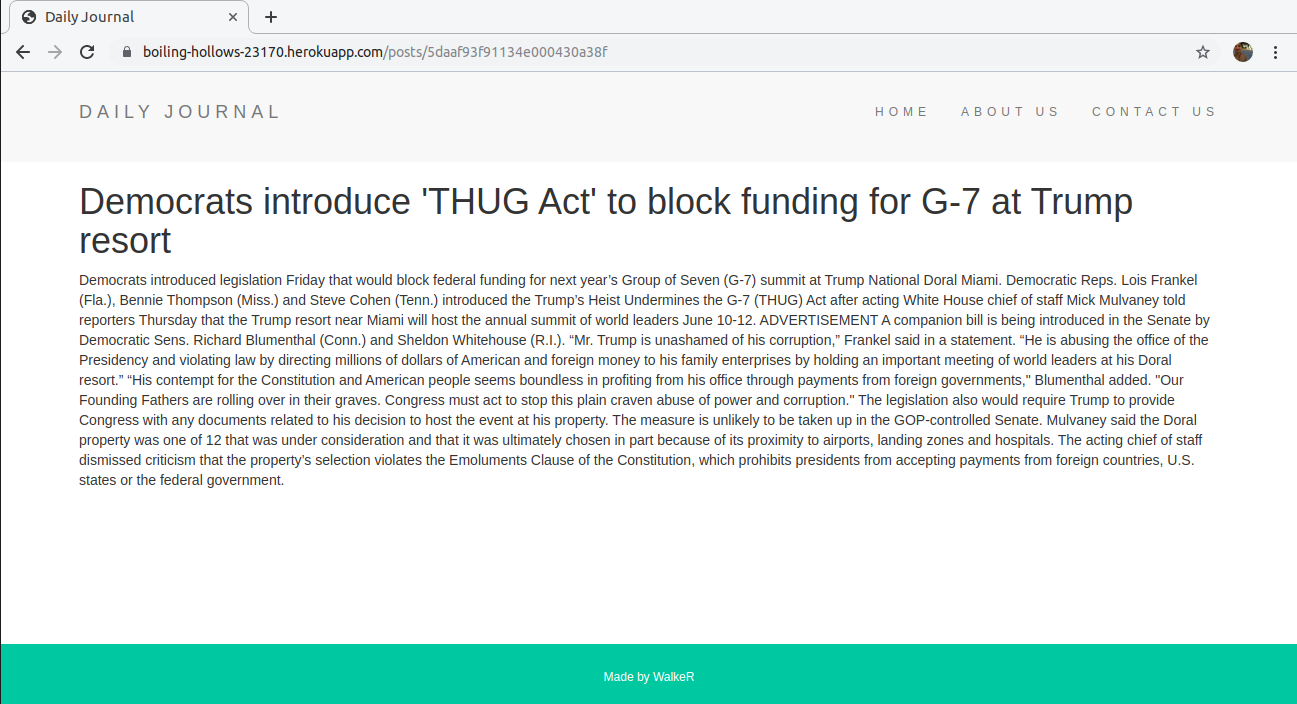 Daily Journal
boiling-hollows-23170.herokuapp.com/posts/5daaf93f91134e000430a38f
DAILY JOURNAL
HOME ABOUT US CONTACT US
Democrats introduce 'THUG Act' to block funding for G-7 at Trump
resort
Democrats introduced legislation Friday that would block federal funding for next year’s Group of Seven (G-7) summit at Trump National Doral Miami. Democratic Reps. Lois Frankel
(Fla.), Bennie Thompson (Miss.) and Steve Cohen (Tenn.) introduced the Trump’s Heist Undermines the G-7 (THUG) Act after acting White House chief of staff Mick Mulvaney told
reporters Thursday that the Trump resort near Miami will host the annual summit of world leaders June 10-12. ADVERTISEMENT A companion bill is being introduced in the Senate by
Democratic Sens. Richard Blumenthal (Conn.) and Sheldon Whitehouse (R.I.). “Mr. Trump is unashamed of his corruption,” Frankel said in a statement. “He is abusing the office of the
Presidency and violating law by directing millions of dollars of American and foreign money to his family enterprises by holding an important meeting of world leaders at his Doral
resort.” “His contempt for the Constitution and American people seems boundless in profiting from his office through payments from foreign governments," Blumenthal added. "Our
Founding Fathers are rolling over in their graves. Congress must act to stop this plain craven abuse of power and corruption." The legislation also would require Trump to provide
Congress with any documents related to his decision to host the event at his property. The measure is unlikely to be taken up in the GOP-controlled Senate. Mulvaney said the Doral
property was one of 12 that was under consideration and that it was ultimately chosen in part because of its proximity to airports, landing zones and hospitals. The acting chief of staff
dismissed criticism that the property’s selection violates the Emoluments Clause of the Constitution, which prohibits presidents from accepting payments from foreign countries, U.S.
states or the federal government.
Made by WalkeR